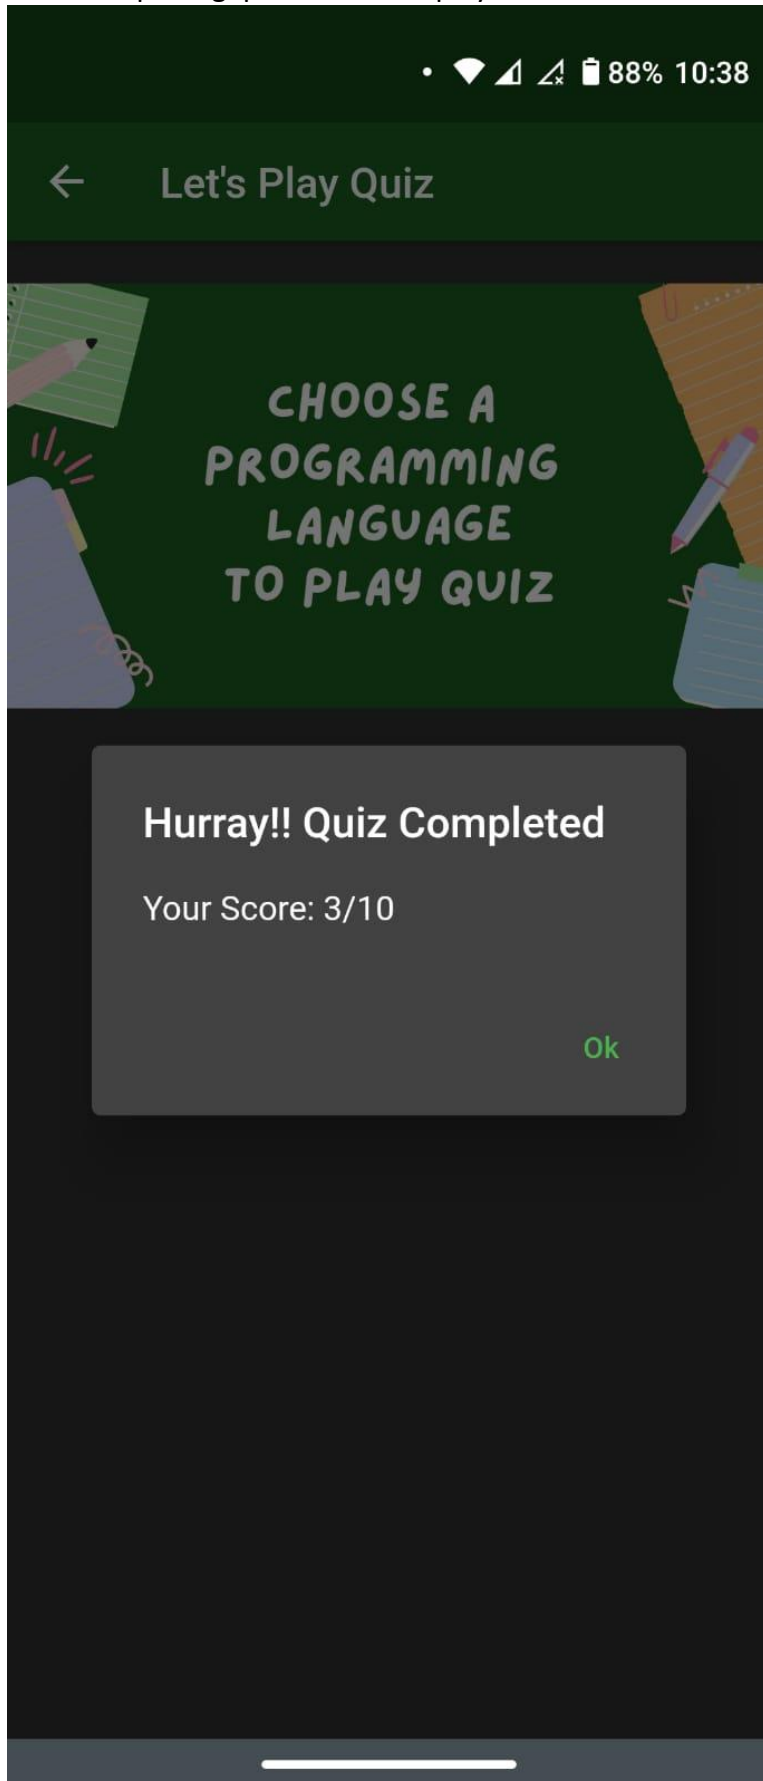 88% 10:38
Let's Play Quiz
CHOOSE A
PROGRAMMING
LANGUAGE
TO PLAY QUIZ
Hurray!! Quiz Completed
Your Score: 3/10
Ok